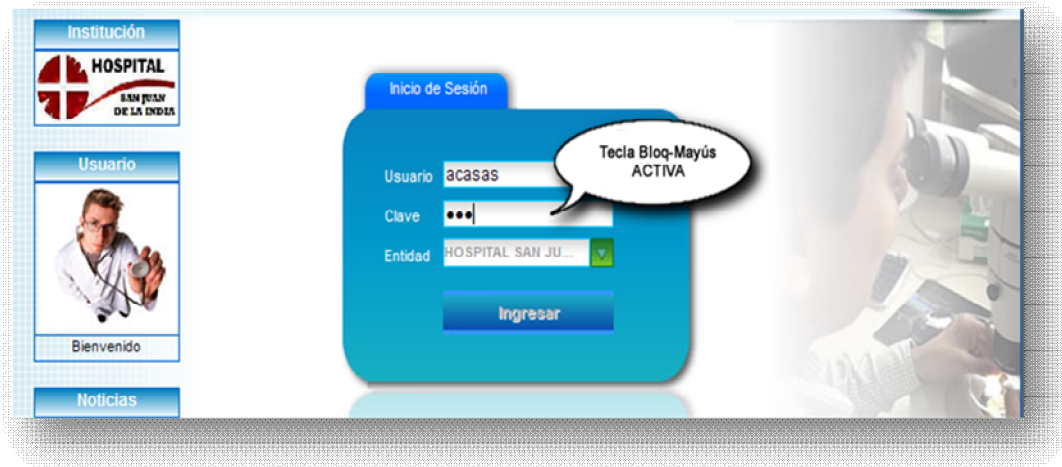 Institución
HOSPITAL
SAN JUAN
DE LA INDIA
Usuario
Bienvenido
Noticias
Inicio de Sesión
Usuario acasas
Clave •••
Entidad HOSPITAL SAN JU...
Ingresar
Tecla Bloq-Mayús
ACTIVA